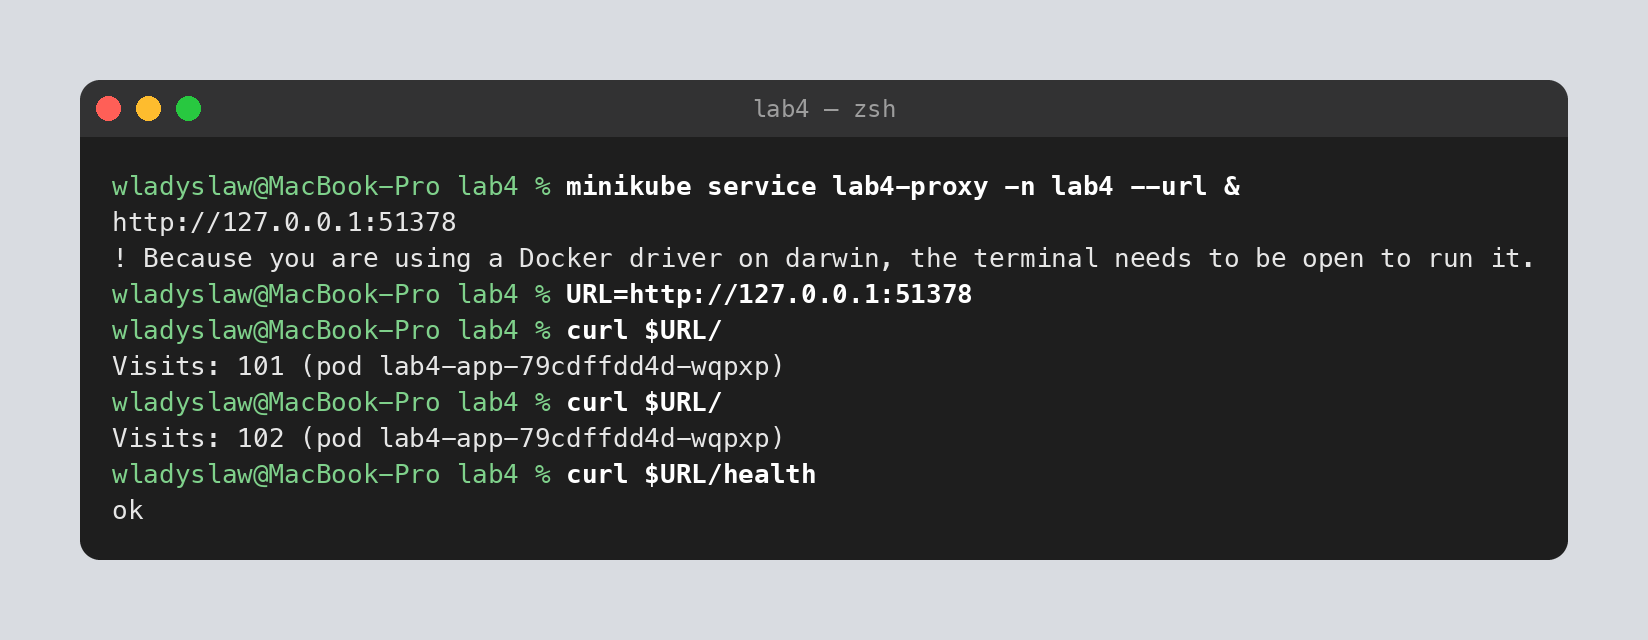 lab4 — zsh
wladyslaw@MacBook-Pro lab4 % minikube service lab4-proxy -n lab4 --url &
http://127.0.0.1:51378
! Because you are using a Docker driver on darwin, the terminal needs to be open to run it.
wladyslaw@MacBook-Pro lab4 % URL=http://127.0.0.1:51378
wladyslaw@MacBook-Pro lab4 % curl $URL/
Visits: 101 (pod lab4-app-79cdffdd4d-wqpxp)
wladyslaw@MacBook-Pro lab4 % curl $URL/
Visits: 102 (pod lab4-app-79cdffdd4d-wqpxp)
wladyslaw@MacBook-Pro lab4 % curl $URL/health
ok